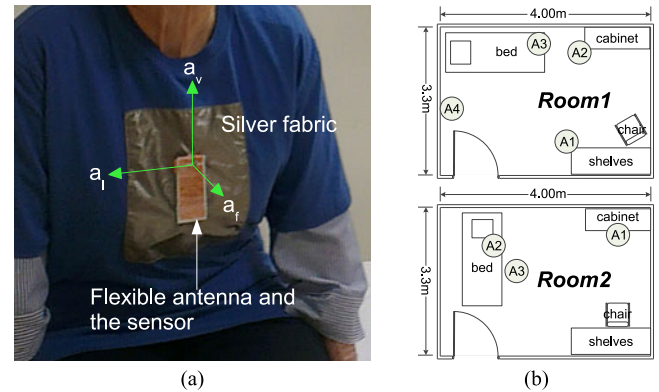 a_v
Silver fabric
a_l
a_f
Flexible antenna and
the sensor
(a)
4.00m
3.3m
bed
A3
A2
cabinet
A4
Room1
chair
A1
shelves
4.00m
3.3m
cabinet
A1
A2
bed
A3
Room2
chair
shelves
(b)